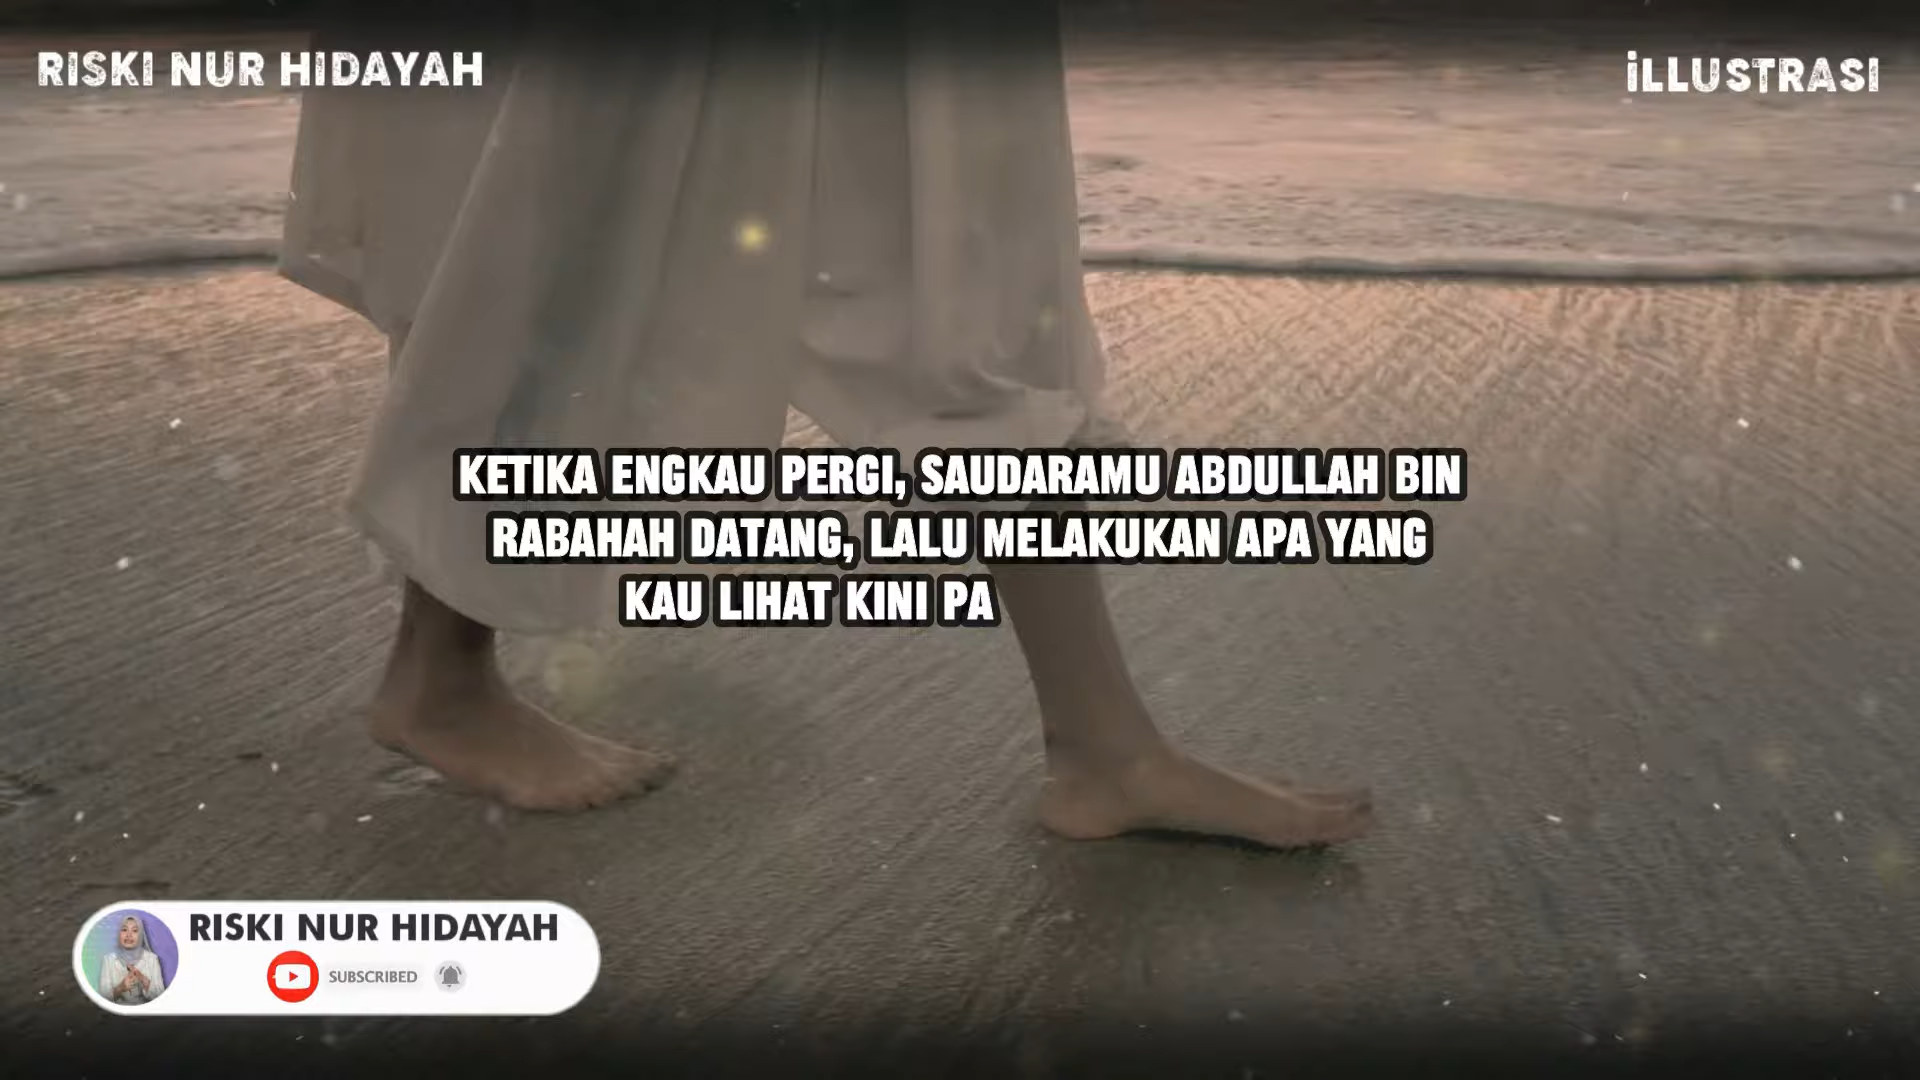 RISKI NUR HIDAYAH
iLLUSTRASI
KETIKA ENGKAU PERGI, SAUDARAMU ABDULLAH BIN
RABAHAH DATANG, LALU MELAKUKAN APA YANG
KAU LIHAT KINI PA
RISKI NUR HIDAYAH
SUBSCRIBED